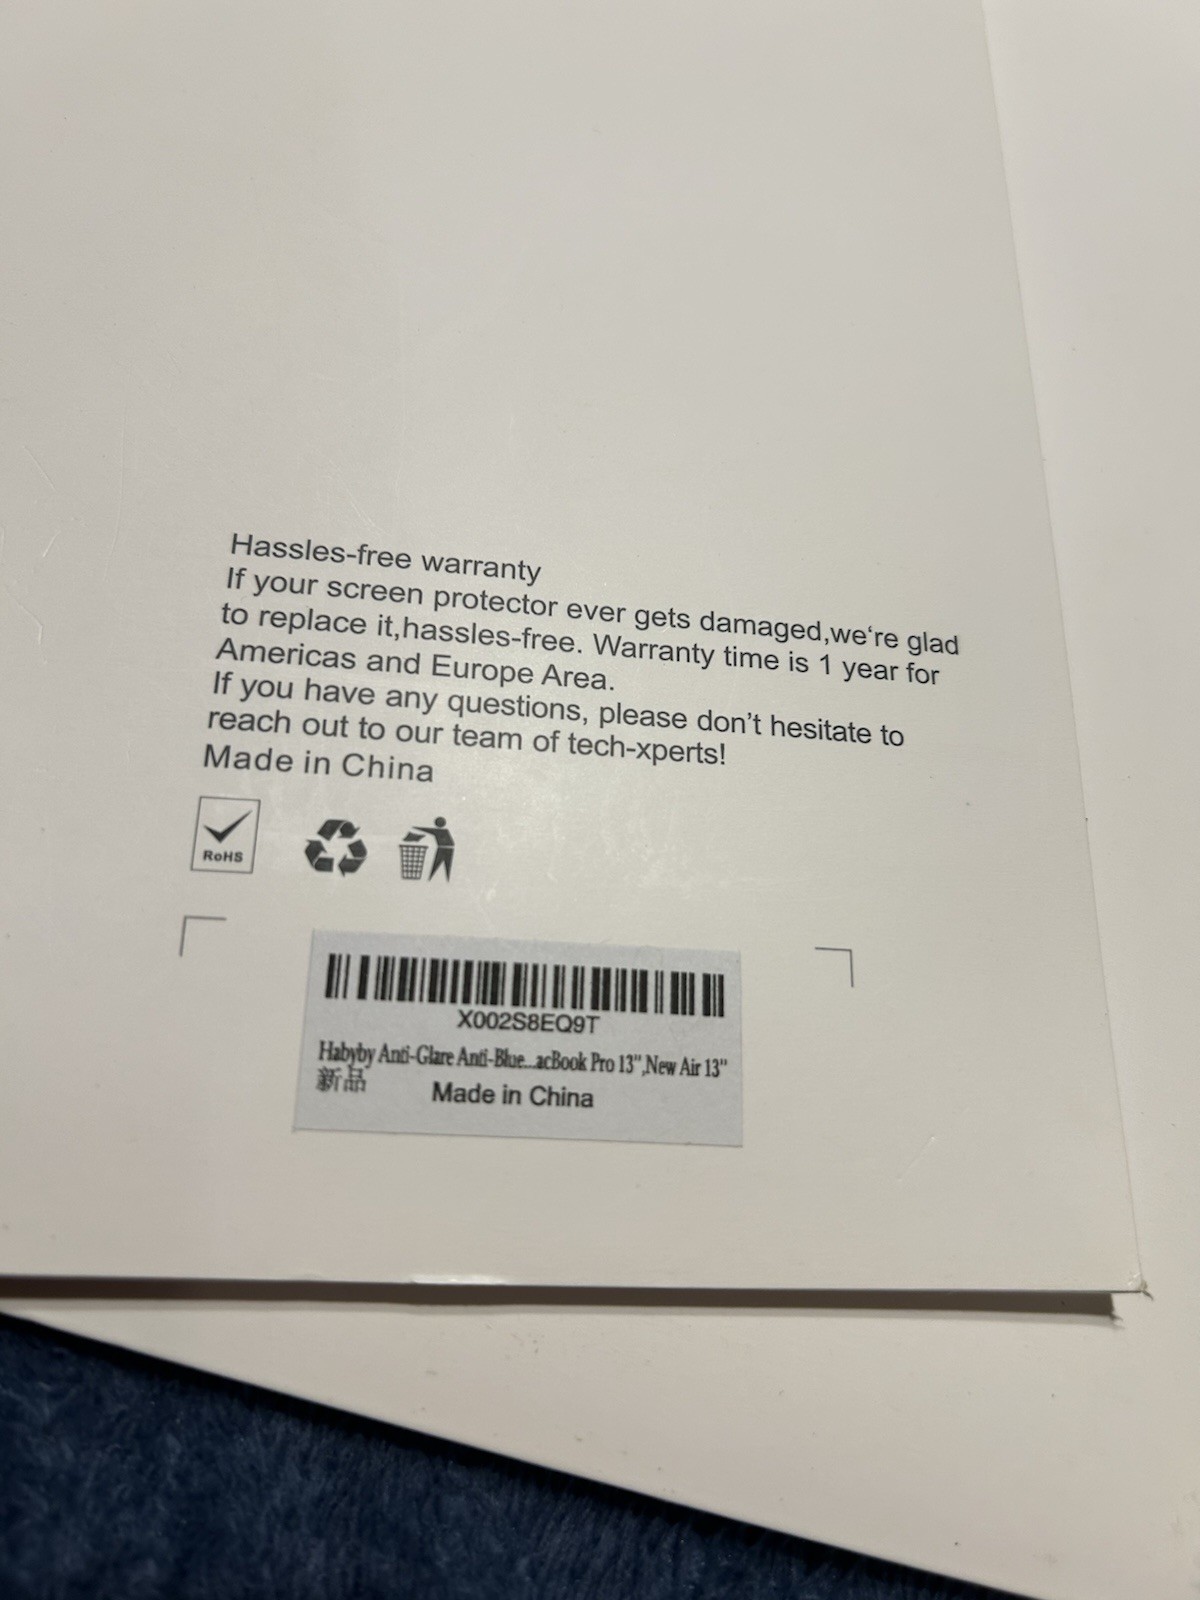 Hassles-free warranty
If your screen protector ever gets damaged,we‘re glad
to replace it,hassles-free. Warranty time is 1 year for
Americas and Europe Area.
If you have any questions, please don’t hesitate to
reach out to our team of tech-xperts!
Made in China
RoHS
X002S8EQ9T
Habyby Anti-Glare Anti-Blue...acBook Pro 13",New Air 13"
新品
Made in China